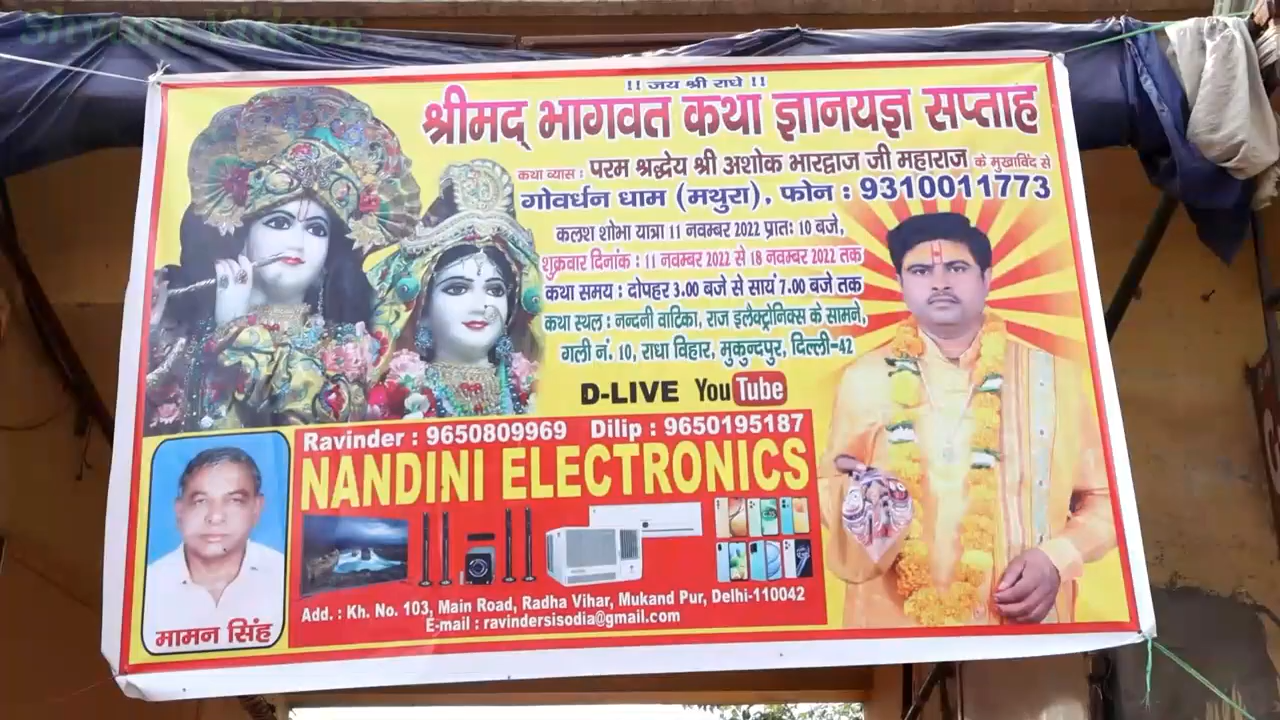 Shyam Videos
!! जय श्री राधे !!
श्रीमद् भागवत कथा ज्ञानयज्ञ सप्ताह
कथा व्यास : परम श्रद्धेय श्री अशोक भारद्वाज जी महाराज के मुखाविंद से
गोवर्धन धाम (मथुरा), फोन : 9310011773
कलश शोभा यात्रा 11 नवम्बर 2022 प्रातः 10 बजे,
शुक्रवार दिनांक : 11 नवम्बर 2022 से 18 नवम्बर 2022 तक
कथा समय : दोपहर 3.00 बजे से सायं 7.00 बजे तक
कथा स्थल : नन्दनी वाटिका, राज इलैक्ट्रोनिक्स के सामने,
गली नं. 10, राधा विहार, मुकुन्दपुर, दिल्ली-42
D-LIVE YouTube
Ravinder : 9650809969 Dilip : 9650195187
NANDINI ELECTRONICS
Add. : Kh. No. 103, Main Road, Radha Vihar, Mukand Pur, Delhi-110042
E-mail : ravindersisodia@gmail.com
मामन सिंह